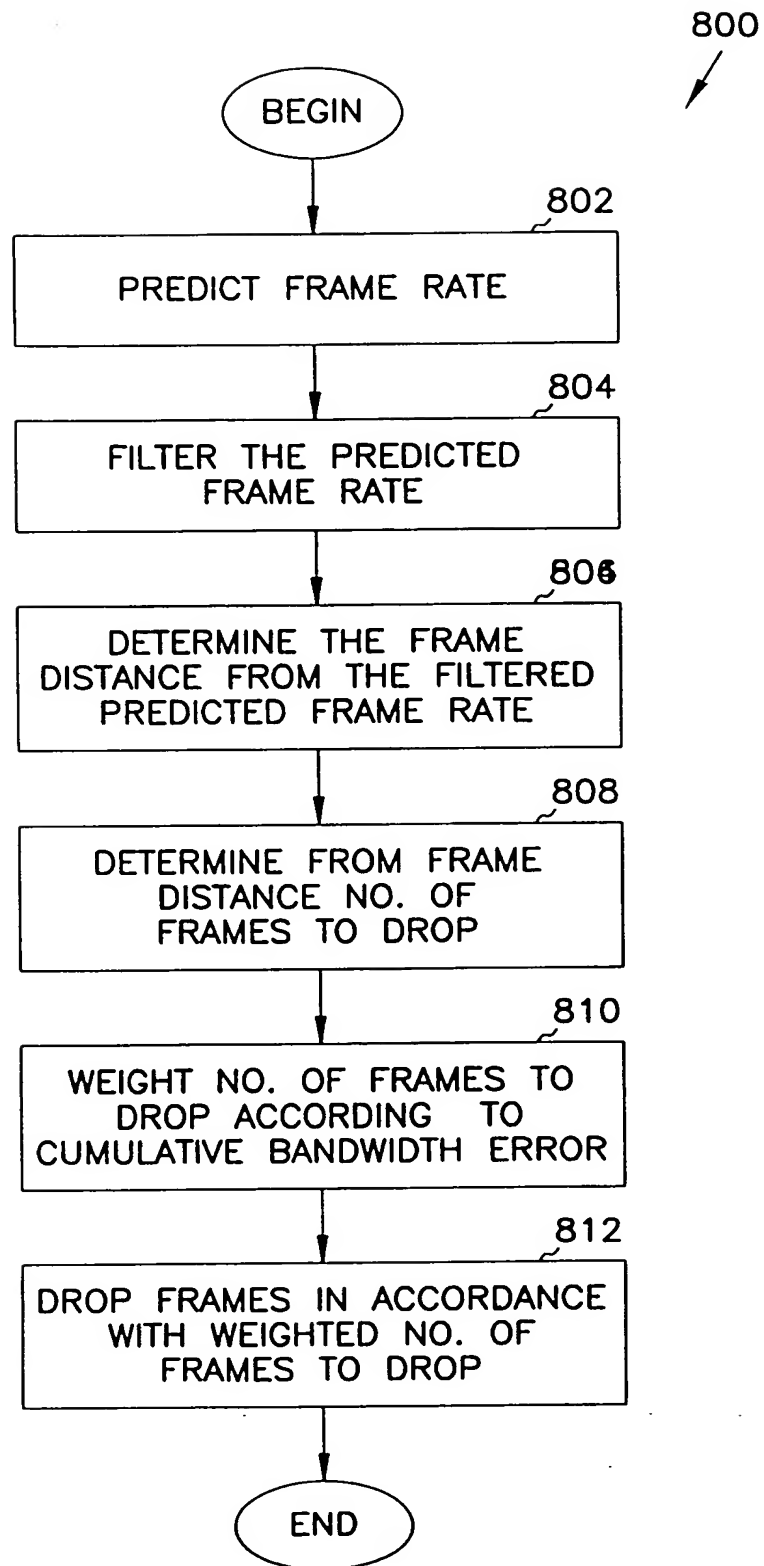 800
BEGIN
802
PREDICT FRAME RATE
804
FILTER THE PREDICTED
FRAME RATE
806
DETERMINE THE FRAME
DISTANCE FROM THE FILTERED
PREDICTED FRAME RATE
808
DETERMINE FROM FRAME
DISTANCE NO. OF
FRAMES TO DROP
810
WEIGHT NO. OF FRAMES TO
DROP ACCORDING TO
CUMULATIVE BANDWIDTH ERROR
812
DROP FRAMES IN ACCORDANCE
WITH WEIGHTED NO. OF
FRAMES TO DROP
END